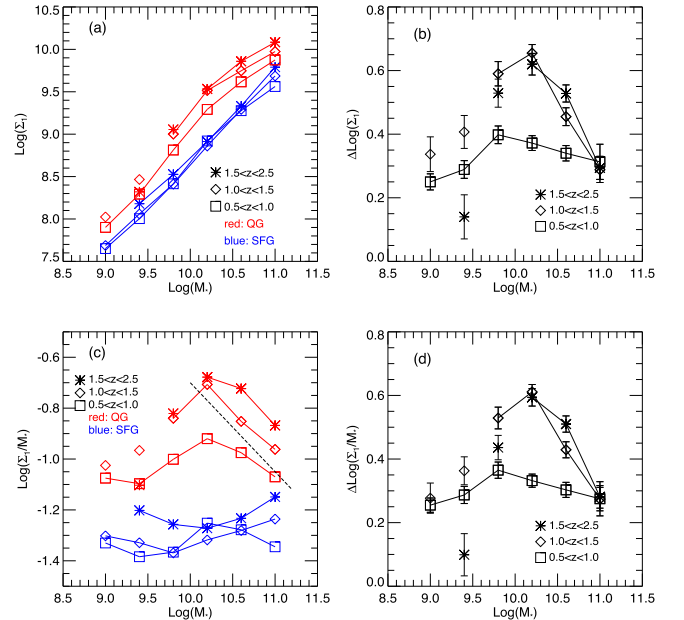 (a)
10.5
10.0
9.5
9.0
8.5
8.0
7.5
Log(Σ₁)
1.5<z<2.5
1.0<z<1.5
0.5<z<1.0
red: QG
blue: SFG
8.5 9.0 9.5 10.0 10.5 11.0 11.5
Log(M*)
(b)
0.8
0.6
0.4
0.2
0.0
ΔLog(Σ₁)
1.5<z<2.5
1.0<z<1.5
0.5<z<1.0
8.5 9.0 9.5 10.0 10.5 11.0 11.5
Log(M*)
(c)
-0.6
-0.8
-1.0
-1.2
-1.4
Log(Σ₁/M*)
1.5<z<2.5
1.0<z<1.5
0.5<z<1.0
red: QG
blue: SFG
8.5 9.0 9.5 10.0 10.5 11.0 11.5
Log(M*)
(d)
0.8
0.6
0.4
0.2
0.0
ΔLog(Σ₁/M*)
1.5<z<2.5
1.0<z<1.5
0.5<z<1.0
8.5 9.0 9.5 10.0 10.5 11.0 11.5
Log(M*)